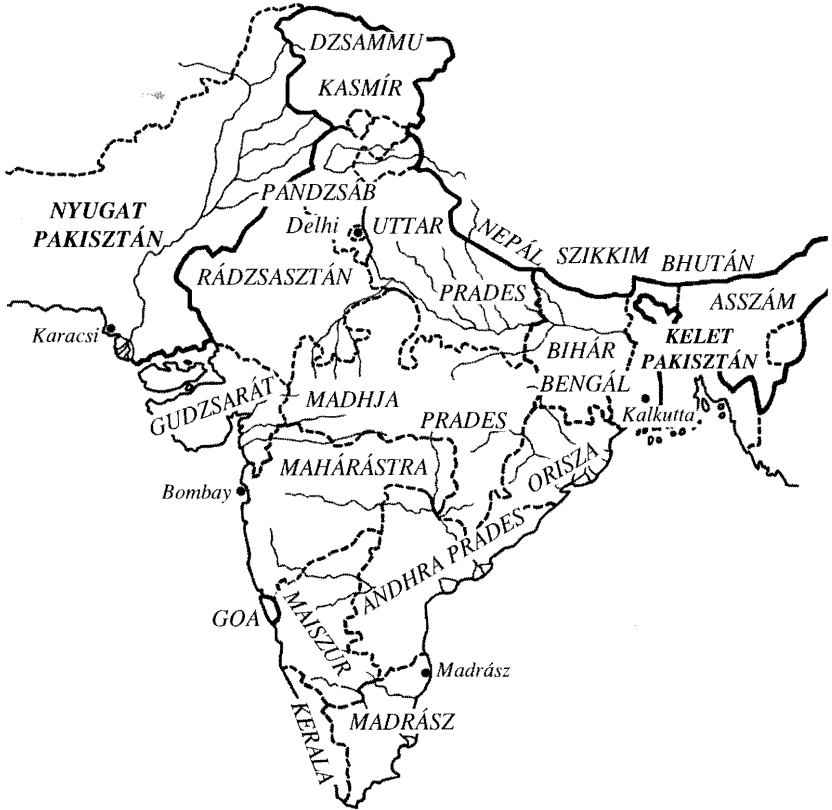 DZSAMMU
KASMÍR
NYUGAT
PAKISZTÁN
PANDZSÁB
Delhi
UTTAR
NEPÁL
SZIKKIM
BHUTÁN
RÁDZSASZTÁN
PRADES
ASSZÁM
Karacsi
BIHÁR
KELET
PAKISZTÁN
GUDZSARÁT
MADHJA
PRADES
BENGÁL
Kalkutta
MAHÁRÁSTRA
ORISZA
Bombay
ANDHRA PRADES
GOA
MAISZÚR
Madrász
KERALA
MADRÁSZ